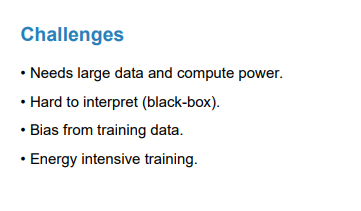 Challenges
• Needs large data and compute power.
• Hard to interpret (black-box).
• Bias from training data.
• Energy intensive training.